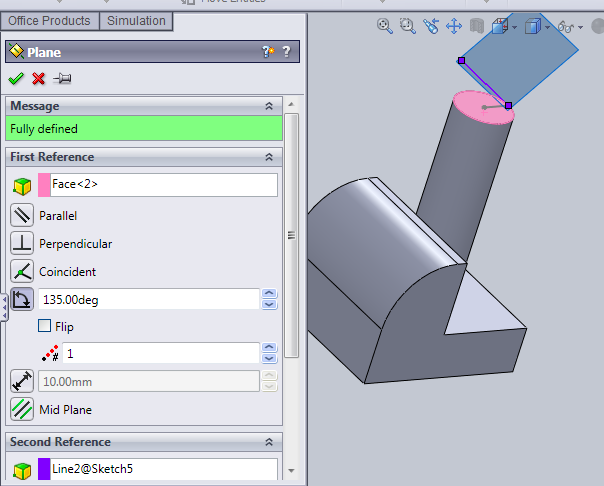 Office Products Simulation
Plane
Message
Fully defined
First Reference
Face<2>
Parallel
Perpendicular
Coincident
135.00deg
Flip
1
10.00mm
Mid Plane
Second Reference
Line2@Sketch5